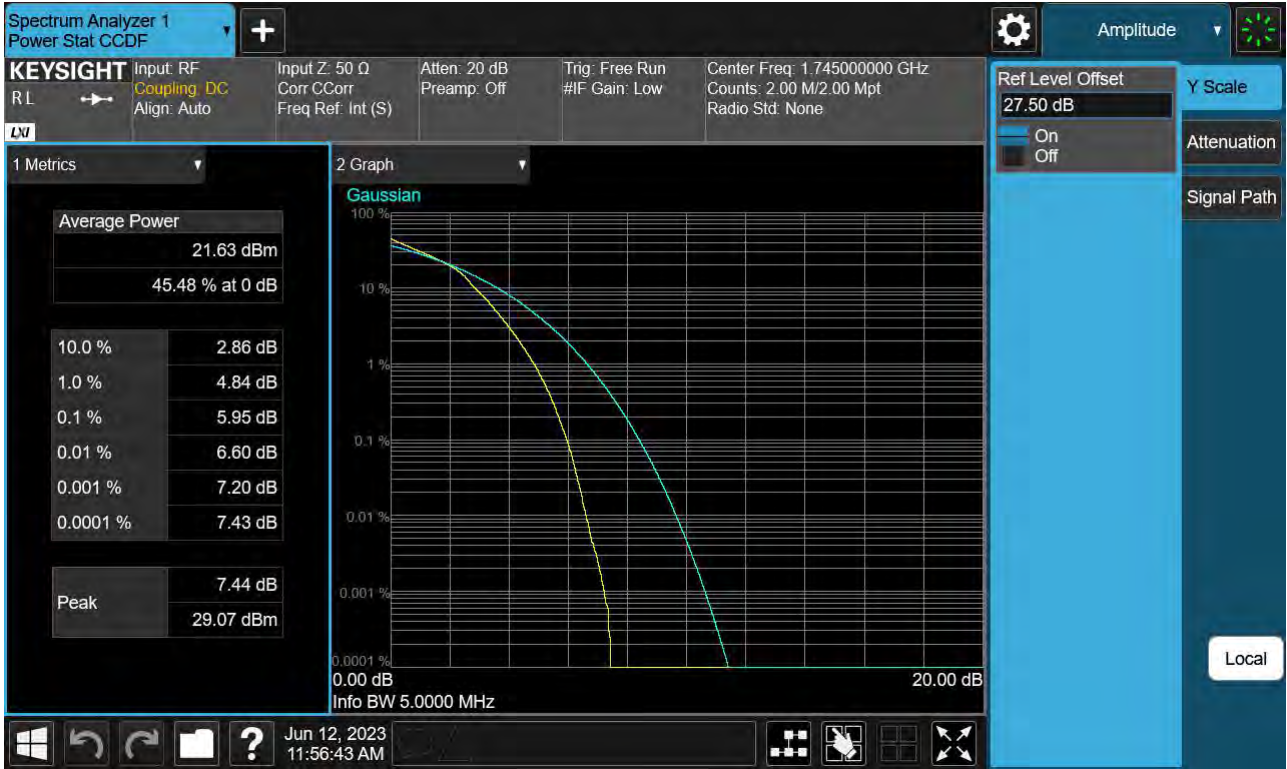 Spectrum Analyzer 1
Power Stat CCDF
Amplitude
KEYSIGHT
RL
LXI
Input: RF
Coupling: DC
Align: Auto
Input Z: 50 Ω
Corr CCorr
Freq Ref: Int (S)
Atten: 20 dB
Preamp: Off
Trig: Free Run
#IF Gain: Low
Center Freq: 1.745000000 GHz
Counts: 2.00 M/2.00 Mpt
Radio Std: None
Ref Level Offset
27.50 dB
On
Off
Y Scale
Attenuation
Signal Path
Local
1 Metrics
Average Power
21.63 dBm
45.48 % at 0 dB
10.0 % 2.86 dB
1.0 % 4.84 dB
0.1 % 5.95 dB
0.01 % 6.60 dB
0.001 % 7.20 dB
0.0001 % 7.43 dB
Peak
7.44 dB
29.07 dBm
2 Graph
Gaussian
100 %
10 %
1 %
0.1 %
0.01 %
0.001 %
0.0001 %
0.00 dB 20.00 dB
Info BW 5.0000 MHz
?
Jun 12, 2023
11:56:43 AM